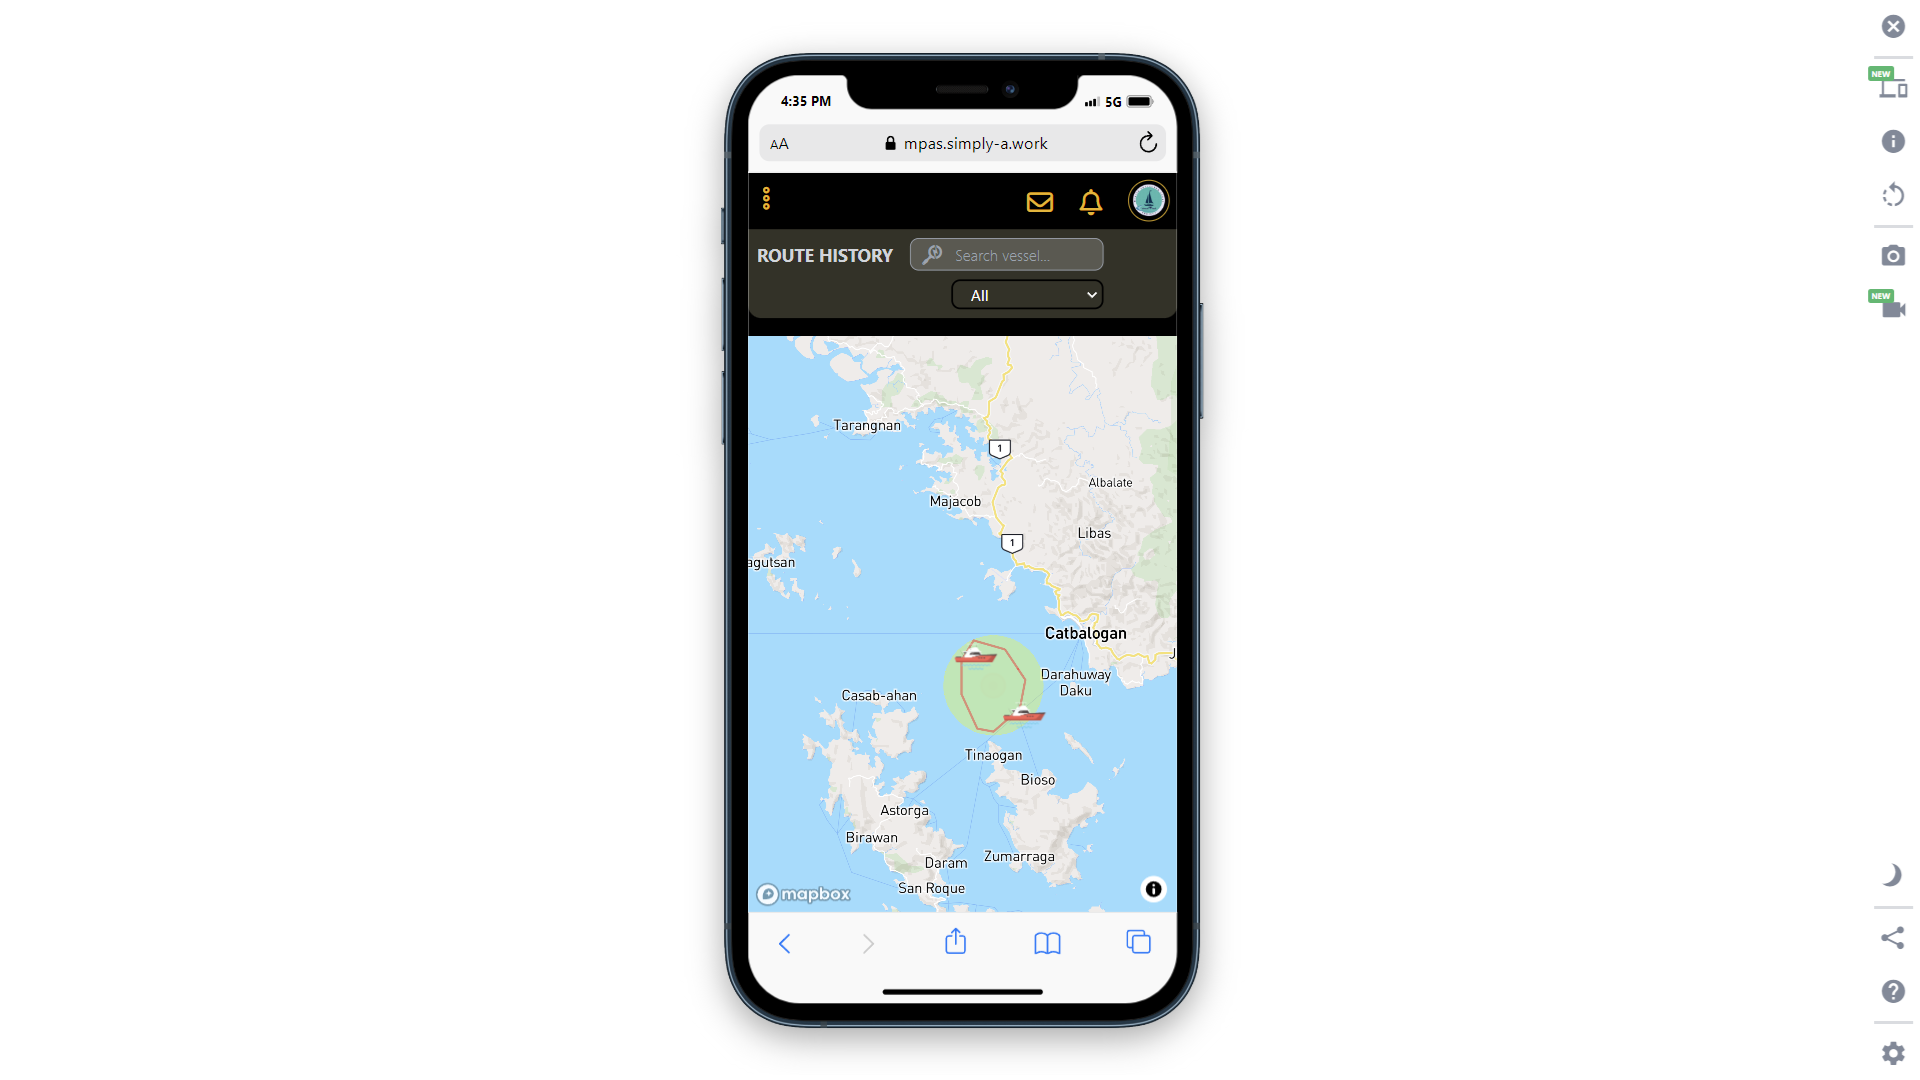 NEW
4:35 PM
5G
AA
mpas.simply-a.work
ROUTE HISTORY
Search vessel...
All
NEW
Tarangnan
1
Albalate
Majacob
Libas
1
agutsan
Catbalogan
J
Darahuway
Daku
Casab-ahan
Tinaogan
Bioso
Astorga
Birawan
Zumarraga
Daram
San Roque
mapbox